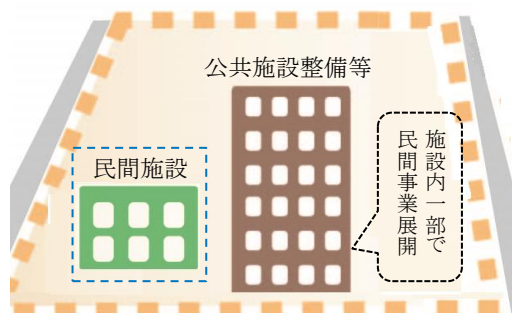 公共施設整備等
民間施設
施設内一部で
民間事業展開